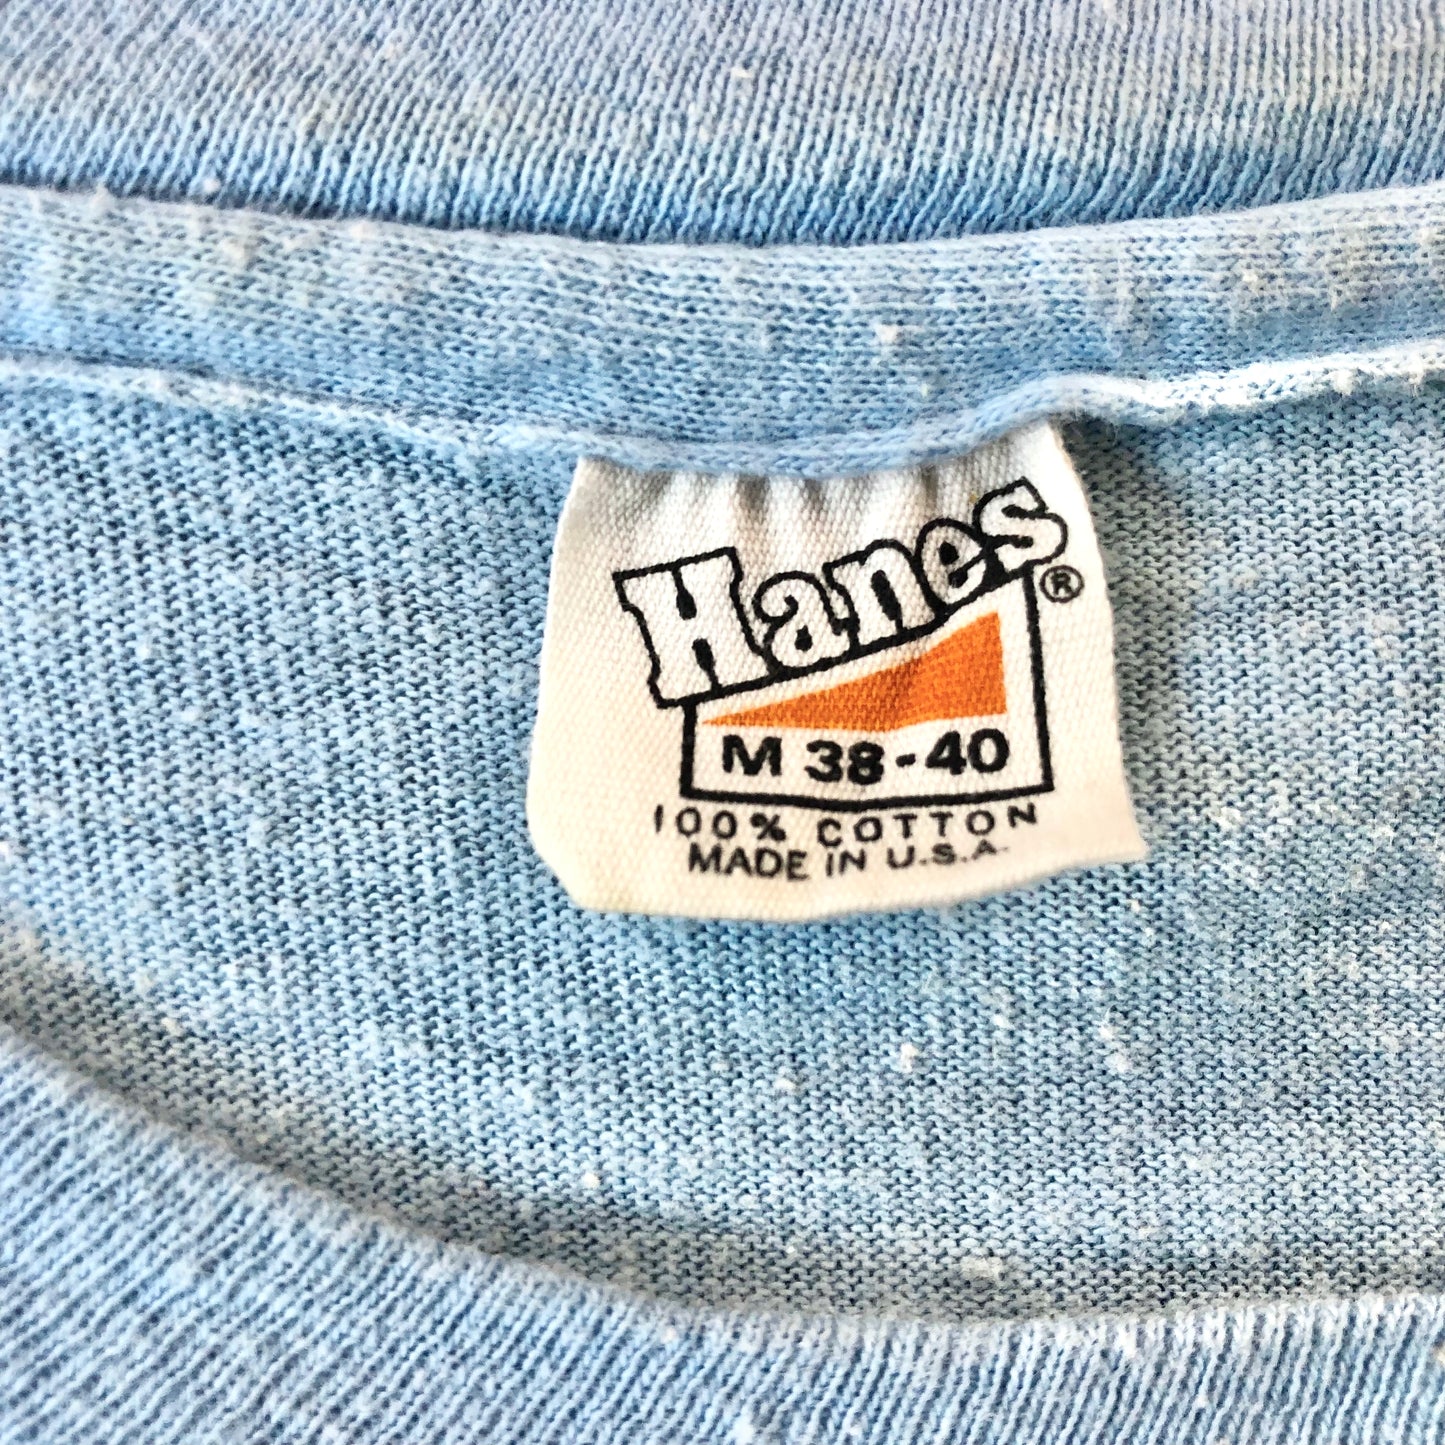 Hanes®
M 38-40
100% COTTON
MADE IN U.S.A.